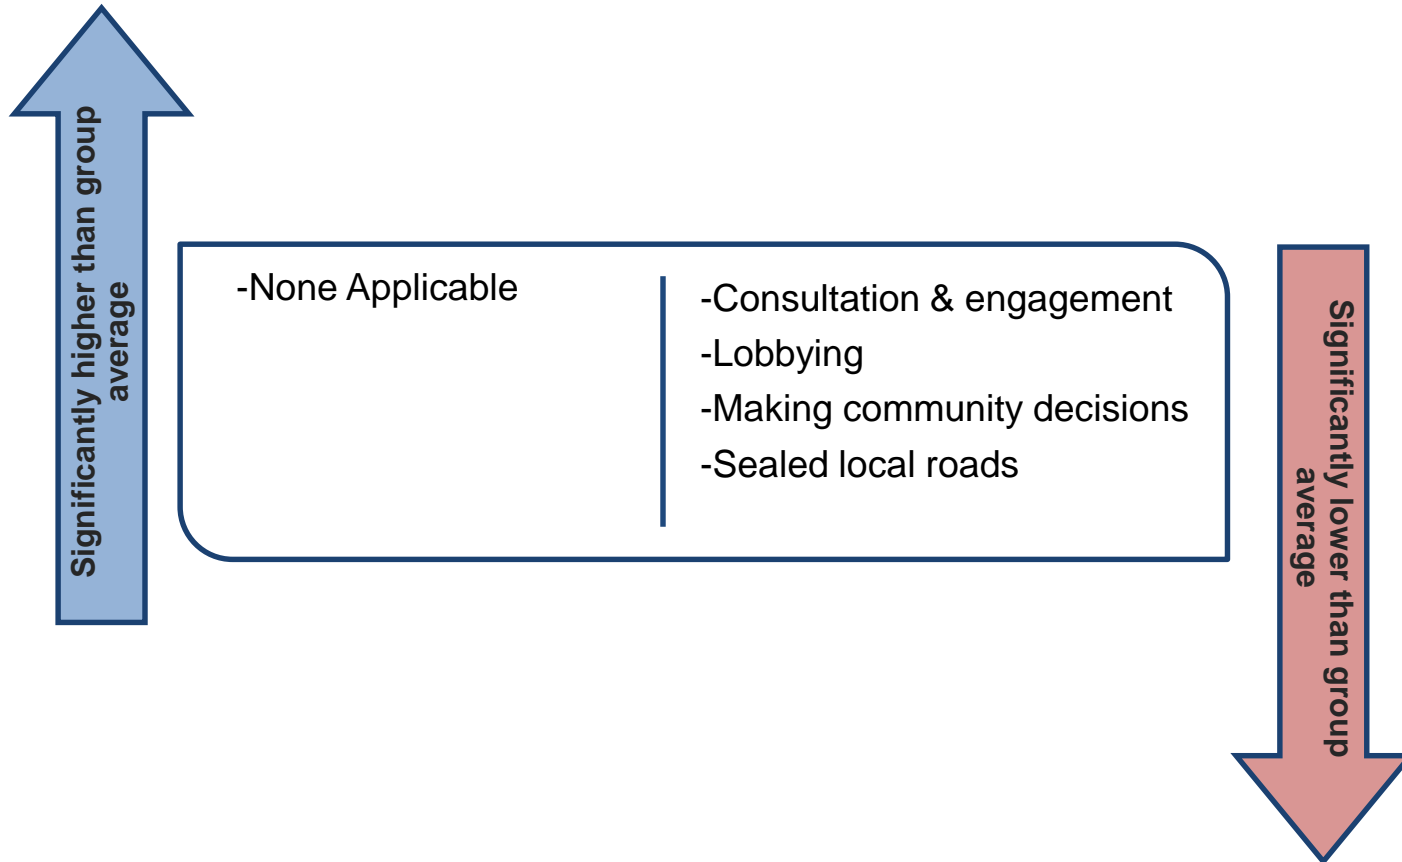 Significantly higher than group
average
-None Applicable
-Consultation & engagement
-Lobbying
-Making community decisions
-Sealed local roads
Significantly lower than group
average